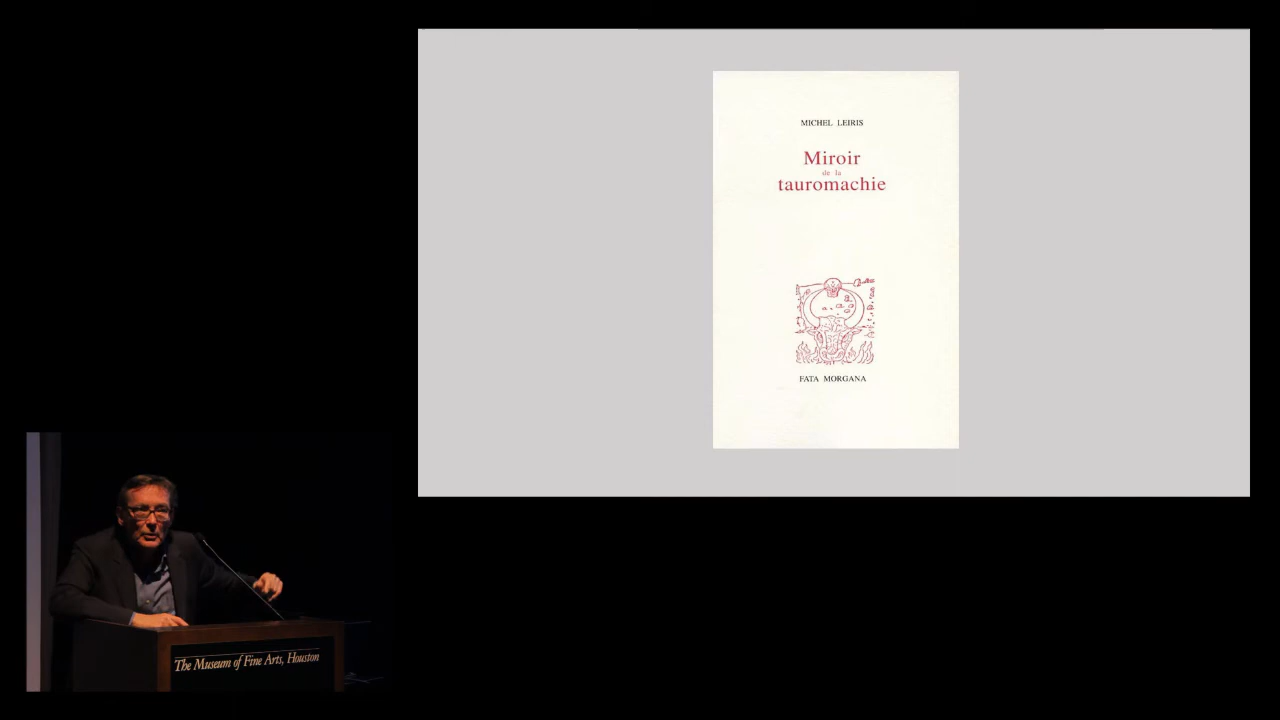 MICHEL LEIRIS
Miroir
de la
tauromachie
FATA MORGANA
The Museum of Fine Arts, Houston